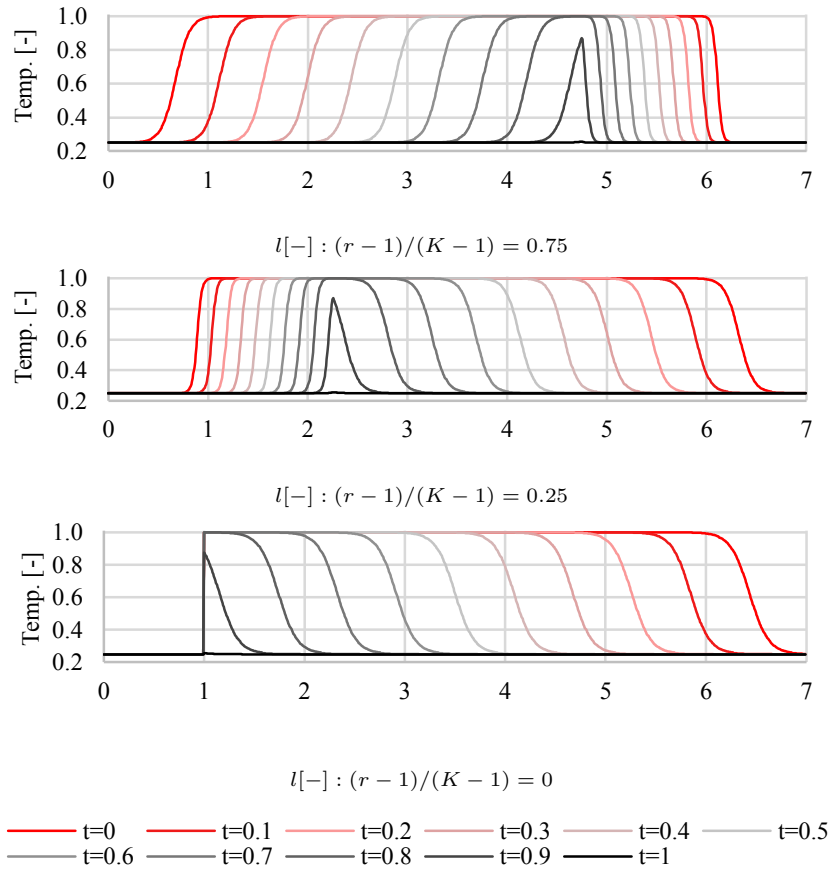 1.0
0.8
0.6
0.4
0.2
Temp. [-]
0 1 2 3 4 5 6 7
l[−] : (r − 1)/(K − 1) = 0.75
1.0
0.8
0.6
0.4
0.2
Temp. [-]
0 1 2 3 4 5 6 7
l[−] : (r − 1)/(K − 1) = 0.25
1.0
0.8
0.6
0.4
0.2
Temp. [-]
0 1 2 3 4 5 6 7
l[−] : (r − 1)/(K − 1) = 0
t=0 t=0.1 t=0.2 t=0.3 t=0.4 t=0.5
t=0.6 t=0.7 t=0.8 t=0.9 t=1